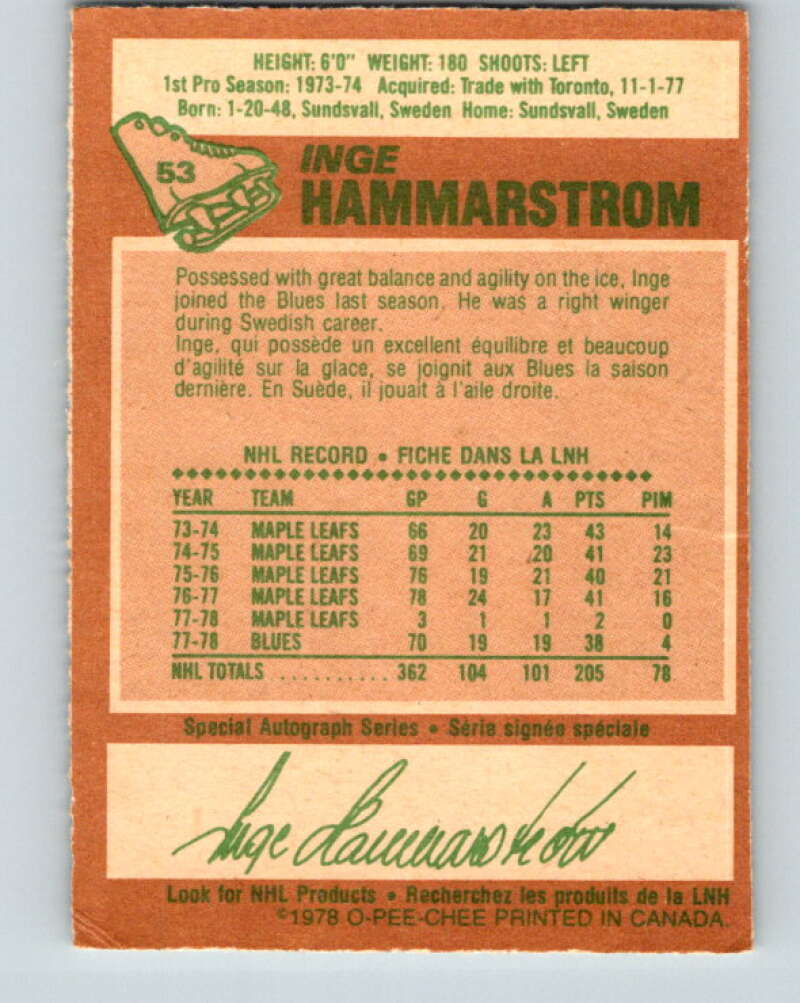 HEIGHT: 6'0" WEIGHT: 180 SHOOTS: LEFT
1st Pro Season: 1973-74 Acquired: Trade with Toronto, 11-1-77
Born: 1-20-48, Sundsvall, Sweden Home: Sundsvall, Sweden
53
INGE
HAMMARSTROM
Possessed with great balance and agility on the ice, Inge
joined the Blues last season. He was a right winger
during Swedish career.
Inge, qui possède un excellent équilibre et beaucoup
d'agilité sur la glace, se joignit aux Blues la saison
dernière. En Suède, il jouait à l'aile droite.
NHL RECORD • FICHE DANS LA LNH
YEAR TEAM GP G A PTS PIM
73-74 MAPLE LEAFS 66 20 23 43 14
74-75 MAPLE LEAFS 69 21 20 41 23
75-76 MAPLE LEAFS 76 19 21 40 21
76-77 MAPLE LEAFS 78 24 17 41 16
77-78 MAPLE LEAFS 3 1 1 2 0
77-78 BLUES 70 19 19 38 4
NHL TOTALS .......... 362 104 101 205 78
Special Autograph Series • Série signée spéciale
Inge Hammarström
Look for NHL Products • Recherchez les produits de la LNH
©1978 O-PEE-CHEE PRINTED IN CANADA.